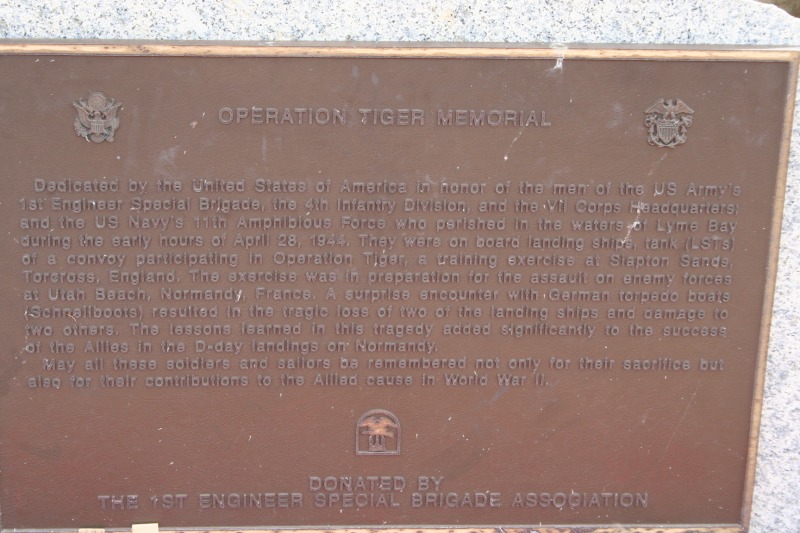 OPERATION TIGER MEMORIAL
Dedicated by the United States of America in honor of the men of the US Army's
1st Engineer Special Brigade, the 4th Infantry Division, and the VII Corps Headquarters;
and the US Navy's 11th Amphibious Force who perished in the waters of Lyme Bay
during the early hours of April 28, 1944. They were on board landing ships, tank (LSTs)
of a convoy participating in Operation Tiger, a training exercise at Slapton Sands,
Torcross, England. The exercise was in preparation for the assault on enemy forces
at Utah Beach, Normandy, France. A surprise encounter with German torpedo boats
(Schnellboots) resulted in the tragic loss of two of the landing ships and damage to
two others. The lessons learned in this tragedy added significantly to the success
of the Allies in the D-day landings on Normandy.
May all these soldiers and sailors be remembered not only for their sacrifice but
also for their contributions to the Allied cause in World War II.
DONATED BY
THE 1ST ENGINEER SPECIAL BRIGADE ASSOCIATION